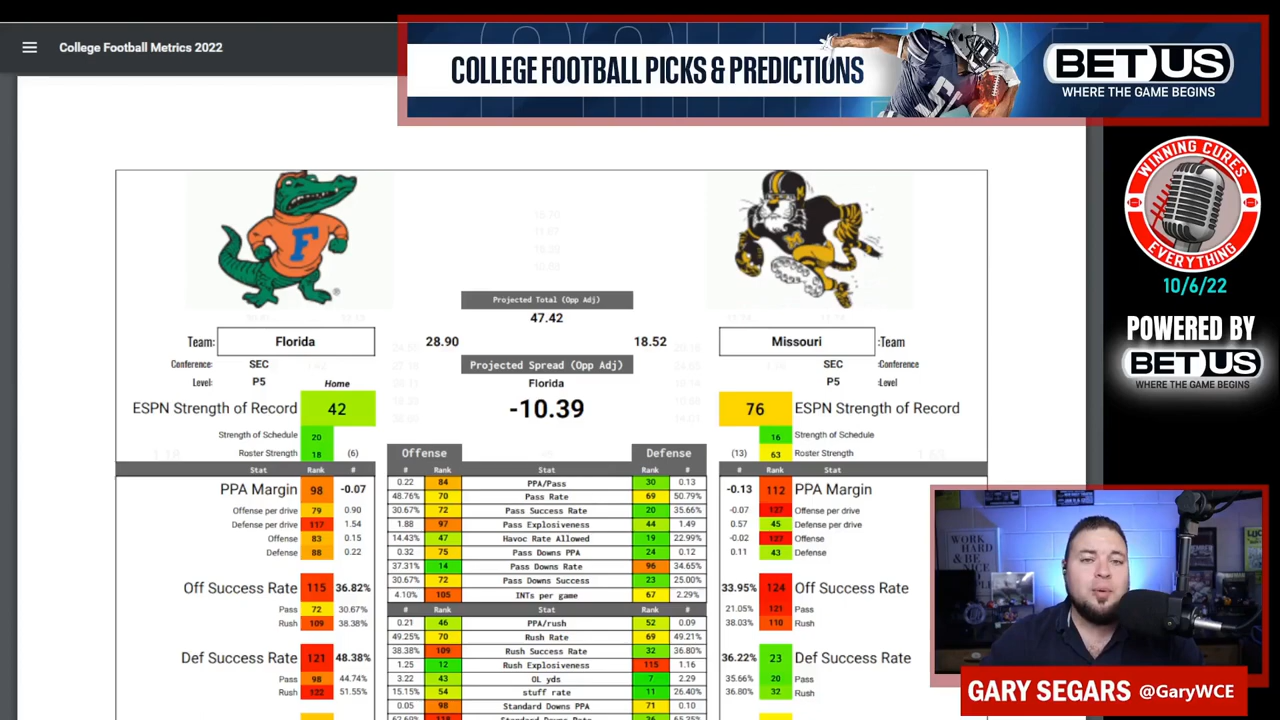 College Football Metrics 2022
COLLEGE FOOTBALL PICKS & PREDICTIONS
BETUS
WHERE THE GAME BEGINS
WINNING CURES
EVERYTHING
10/6/22
POWERED BY
BETUS
WHERE THE GAME BEGINS
Projected Total (Opp Adj)
47.42
Team: Florida 28.90 18.52 Missouri :Team
Conference: SEC Projected Spread (Opp Adj) SEC :Conference
Level: P5 Home Florida P5 :Level
ESPN Strength of Record 42 -10.39 76 ESPN Strength of Record
Strength of Schedule 20 16 Strength of Schedule
Roster Strength 18 (6) Offense Defense (13) 63 Roster Strength
Stat Rank # # Rank Stat Rank # # Rank Stat
PPA Margin 98 -0.07 -0.13 112 PPA Margin
Offense per drive 79 0.90 -0.07 127 Offense per drive
Defense per drive 117 1.54 0.57 45 Defense per drive
Offense 83 0.15 -0.02 127 Offense
Defense 88 0.22 0.11 43 Defense
Off Success Rate 115 36.82% 33.95% 124 Off Success Rate
Pass 72 30.67% 21.05% 121 Pass
Rush 109 38.38% 38.03% 110 Rush
Def Success Rate 121 48.38% 36.22% 23 Def Success Rate
Pass 98 44.74% 35.66% 20 Pass
Rush 122 51.55% 36.80% 32 Rush
0.22 84 PPA/Pass 30 0.13
48.76% 70 Pass Rate 69 50.79%
30.67% 72 Pass Success Rate 20 35.66%
1.88 97 Pass Explosiveness 44 1.49
14.43% 47 Havoc Rate Allowed 19 22.99%
0.32 75 Pass Downs PPA 24 0.12
37.31% 14 Pass Downs Rate 96 34.65%
30.67% 72 Pass Downs Success 23 25.00%
4.10% 105 INTs per game 67 2.29%
# Rank Stat Rank #
0.21 46 PPA/rush 52 0.09
49.25% 70 Rush Rate 69 49.21%
38.38% 109 Rush Success Rate 32 36.80%
1.25 12 Rush Explosiveness 115 1.16
3.22 43 OL yds 7 2.29
15.15% 54 stuff rate 11 26.40%
0.05 98 Standard Downs PPA 71 0.10
GARY SEGARS @GaryWCE